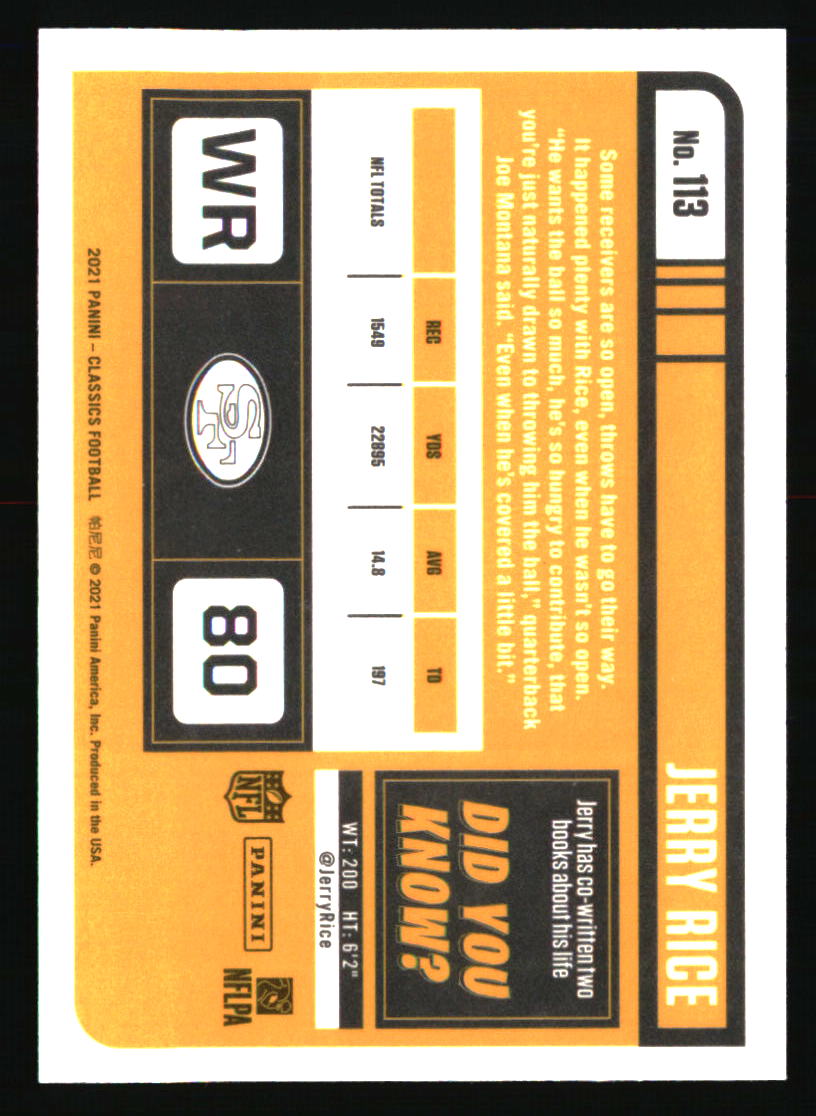 No. 113
JERRY RICE
Some receivers are so open, throws have to go their way.
It happened plenty with Rice, even when he wasn't so open.
"He wants the ball so much, he's so hungry to contribute, that
you're just naturally drawn to throwing him the ball," quarterback
Joe Montana said. "Even when he's covered a little bit."
REC YDS AVG TD
NFL TOTALS 1549 22895 14.8 197
WR
SF
80
Jerry has co-written two
books about his life
DID YOU
KNOW?
WT: 200 HT: 6'2"
@JerryRice
NFL
PANINI
NFLPA
2021 PANINI – CLASSICS FOOTBALL 帕尼尼 © 2021 Panini America, Inc. Produced in the USA.